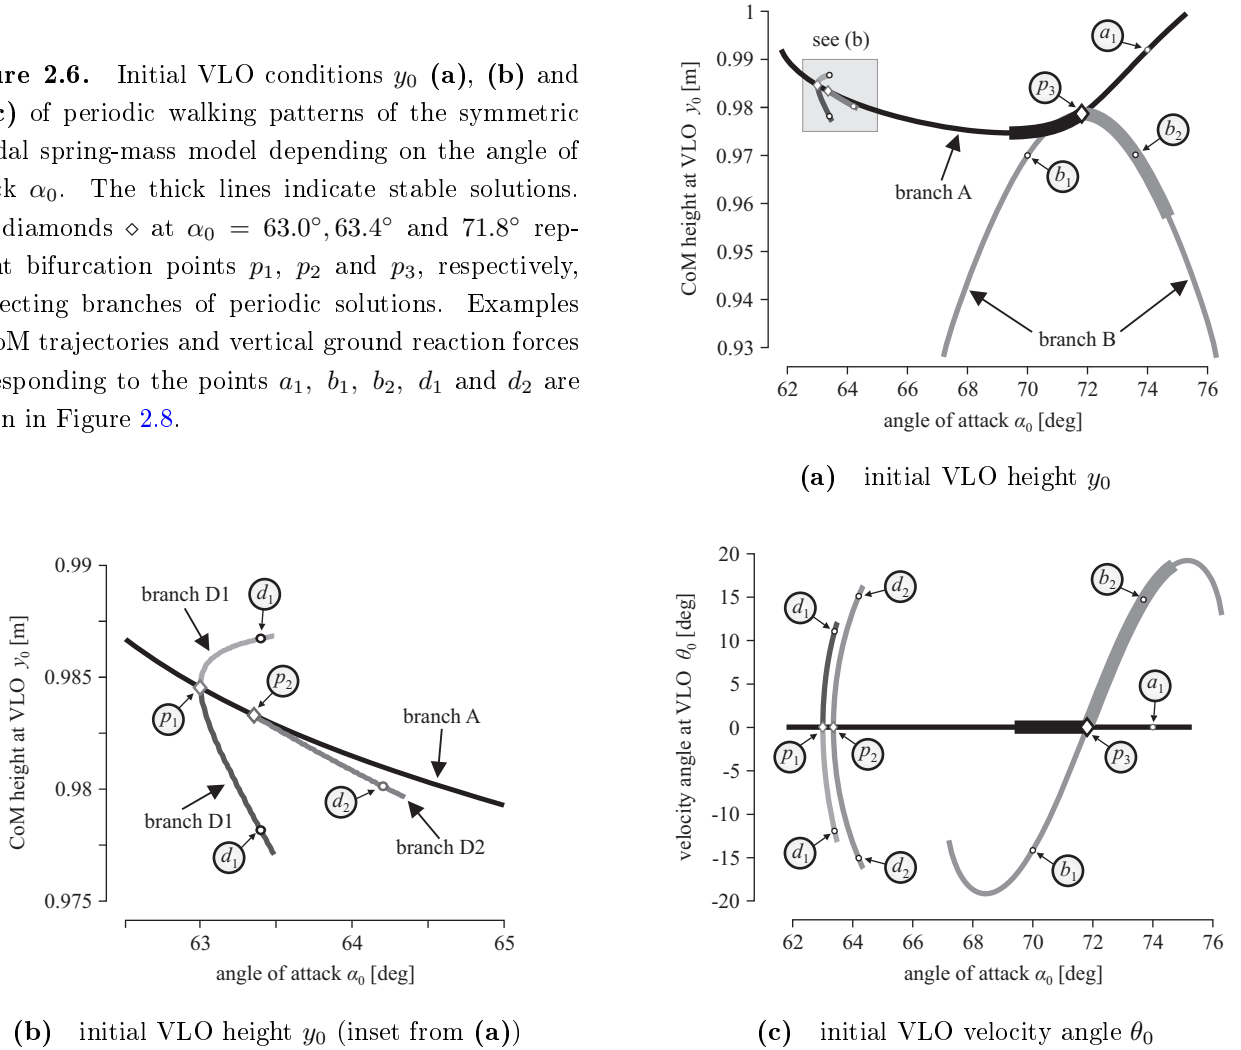 ure 2.6. Initial VLO conditions y₀ (a), (b) and
c) of periodic walking patterns of the symmetric
dal spring-mass model depending on the angle of
ck α₀. The thick lines indicate stable solutions.
diamonds ⋄ at α₀ = 63.0°, 63.4° and 71.8° rep-
nt bifurcation points p₁, p₂ and p₃, respectively,
ecting branches of periodic solutions. Examples
oM trajectories and vertical ground reaction forces
esponding to the points a₁, b₁, b₂, d₁ and d₂ are
n in Figure 2.8.
CoM height at VLO y₀ [m]
1
0.99
0.98
0.97
0.96
0.95
0.94
0.93
see (b)
a₁
p₃
b₂
b₁
branch A
branch B
62 64 66 68 70 72 74 76
angle of attack α₀ [deg]
(a) initial VLO height y₀
CoM height at VLO y₀ [m]
0.99
0.985
0.98
0.975
branch D1
d₁
p₂
p₁
branch A
d₂
branch D1
branch D2
d₁
63 64 65
angle of attack α₀ [deg]
(b) initial VLO height y₀ (inset from (a))
velocity angle at VLO θ₀ [deg]
20
15
10
5
0
-5
-10
-15
-20
d₁
d₂
b₂
a₁
p₁
p₂
p₃
d₁
d₂
b₁
62 64 66 68 70 72 74 76
angle of attack α₀ [deg]
(c) initial VLO velocity angle θ₀